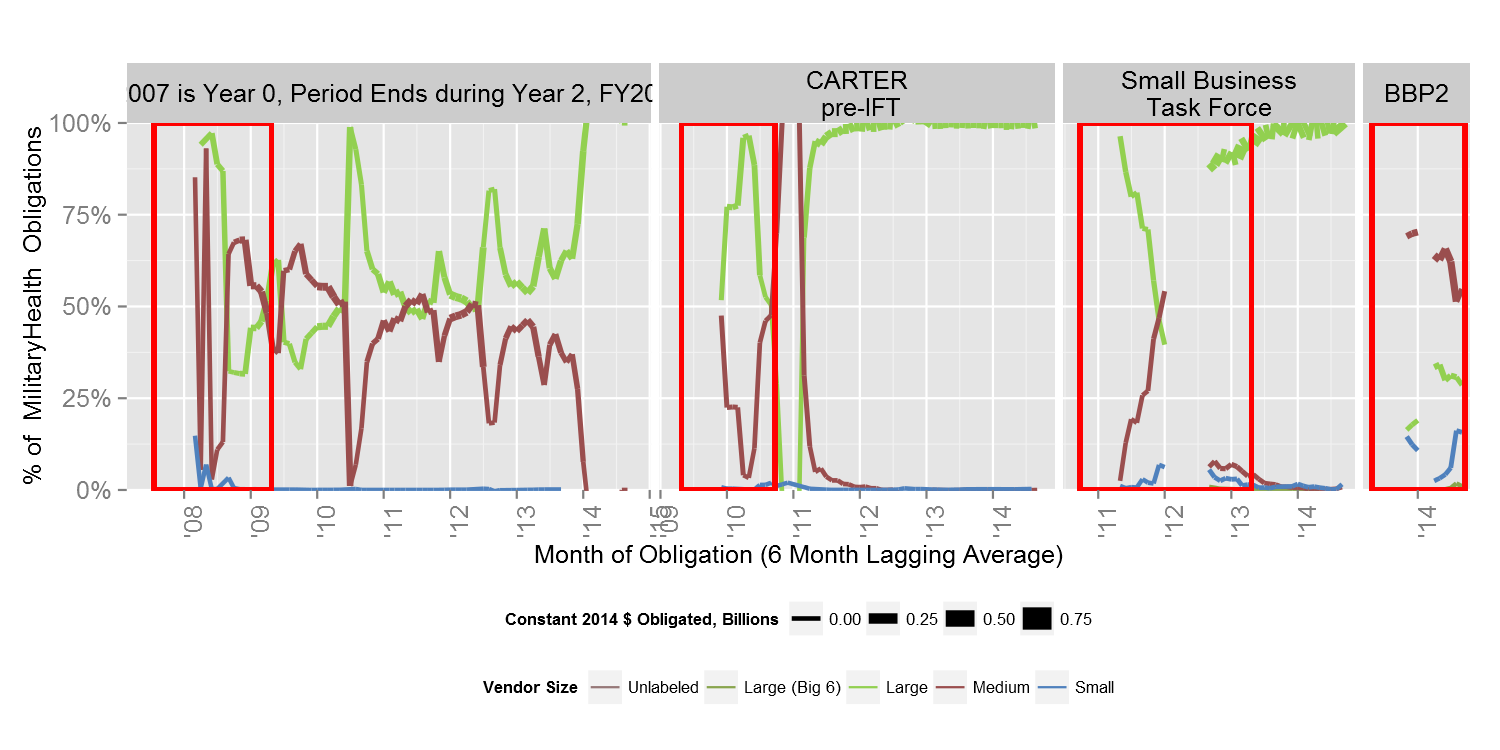 007 is Year 0, Period Ends during Year 2, FY20
CARTER
pre-IFT
Small Business
Task Force
BBP2
% of MilitaryHealth Obligations
100%
75%
50%
25%
0%
'08 '09 '10 '11 '12 '13 '14 '15
'09 '10 '11 '12 '13 '14
'11 '12 '13 '14
'14
Month of Obligation (6 Month Lagging Average)
Constant 2014 $ Obligated, Billions 0.00 0.25 0.50 0.75
Vendor Size Unlabeled Large (Big 6) Large Medium Small